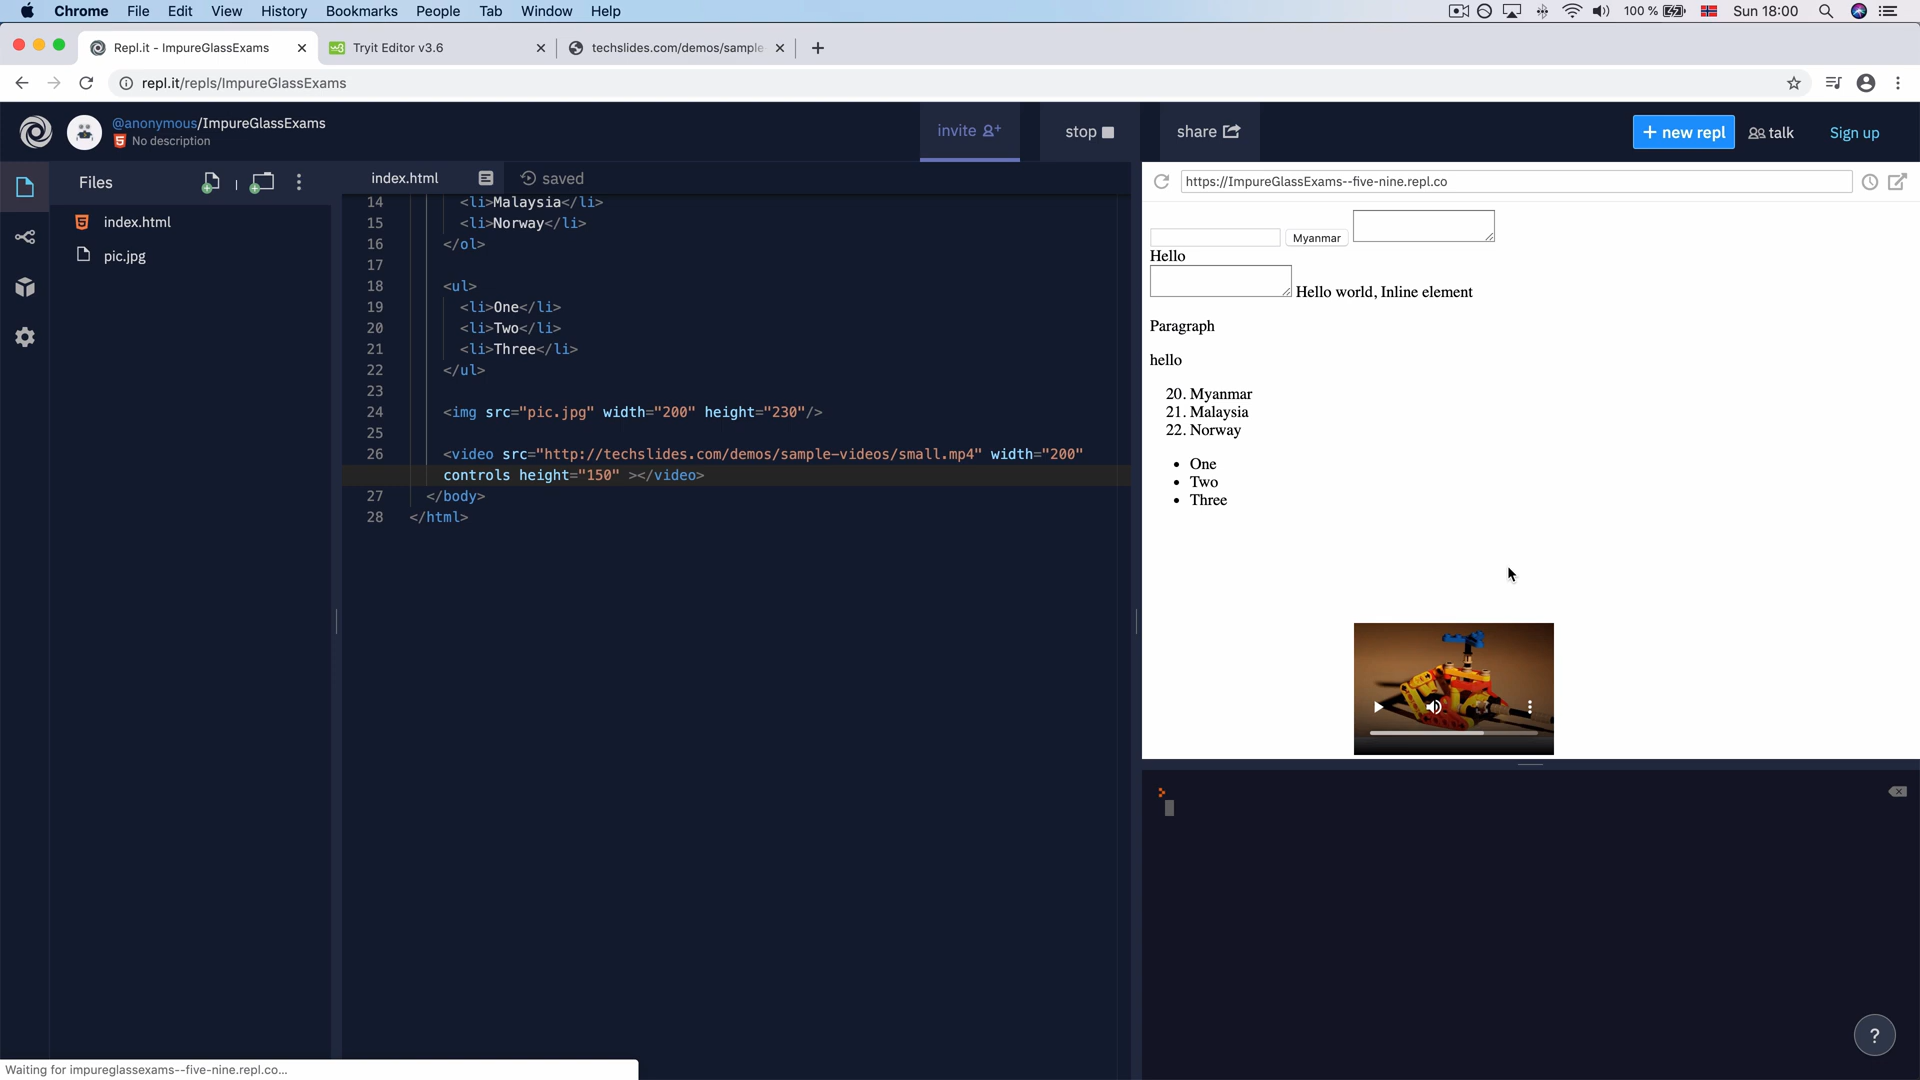 Chrome File Edit View History Bookmarks People Tab Window Help 100 % Sun 18:00
Repl.it - ImpureGlassExams Tryit Editor v3.6 techslides.com/demos/sample
repl.it/repls/ImpureGlassExams
@anonymous/ImpureGlassExams
No description
invite stop share + new repl talk Sign up
Files
index.html
pic.jpg
index.html saved
14 <li>Malaysia</li>
15 <li>Norway</li>
16 </ol>
17
18 <ul>
19 <li>One</li>
20 <li>Two</li>
21 <li>Three</li>
22 </ul>
23
24 <img src="pic.jpg" width="200" height="230"/>
25
26 <video src="http://techslides.com/demos/sample-videos/small.mp4" width="200"
controls height="150" ></video>
27 </body>
28 </html>
https://ImpureGlassExams--five-nine.repl.co
Myanmar
Hello
Hello world, Inline element
Paragraph
hello
20. Myanmar
21. Malaysia
22. Norway
• One
• Two
• Three
?
Waiting for impureglassexams--five-nine.repl.co...